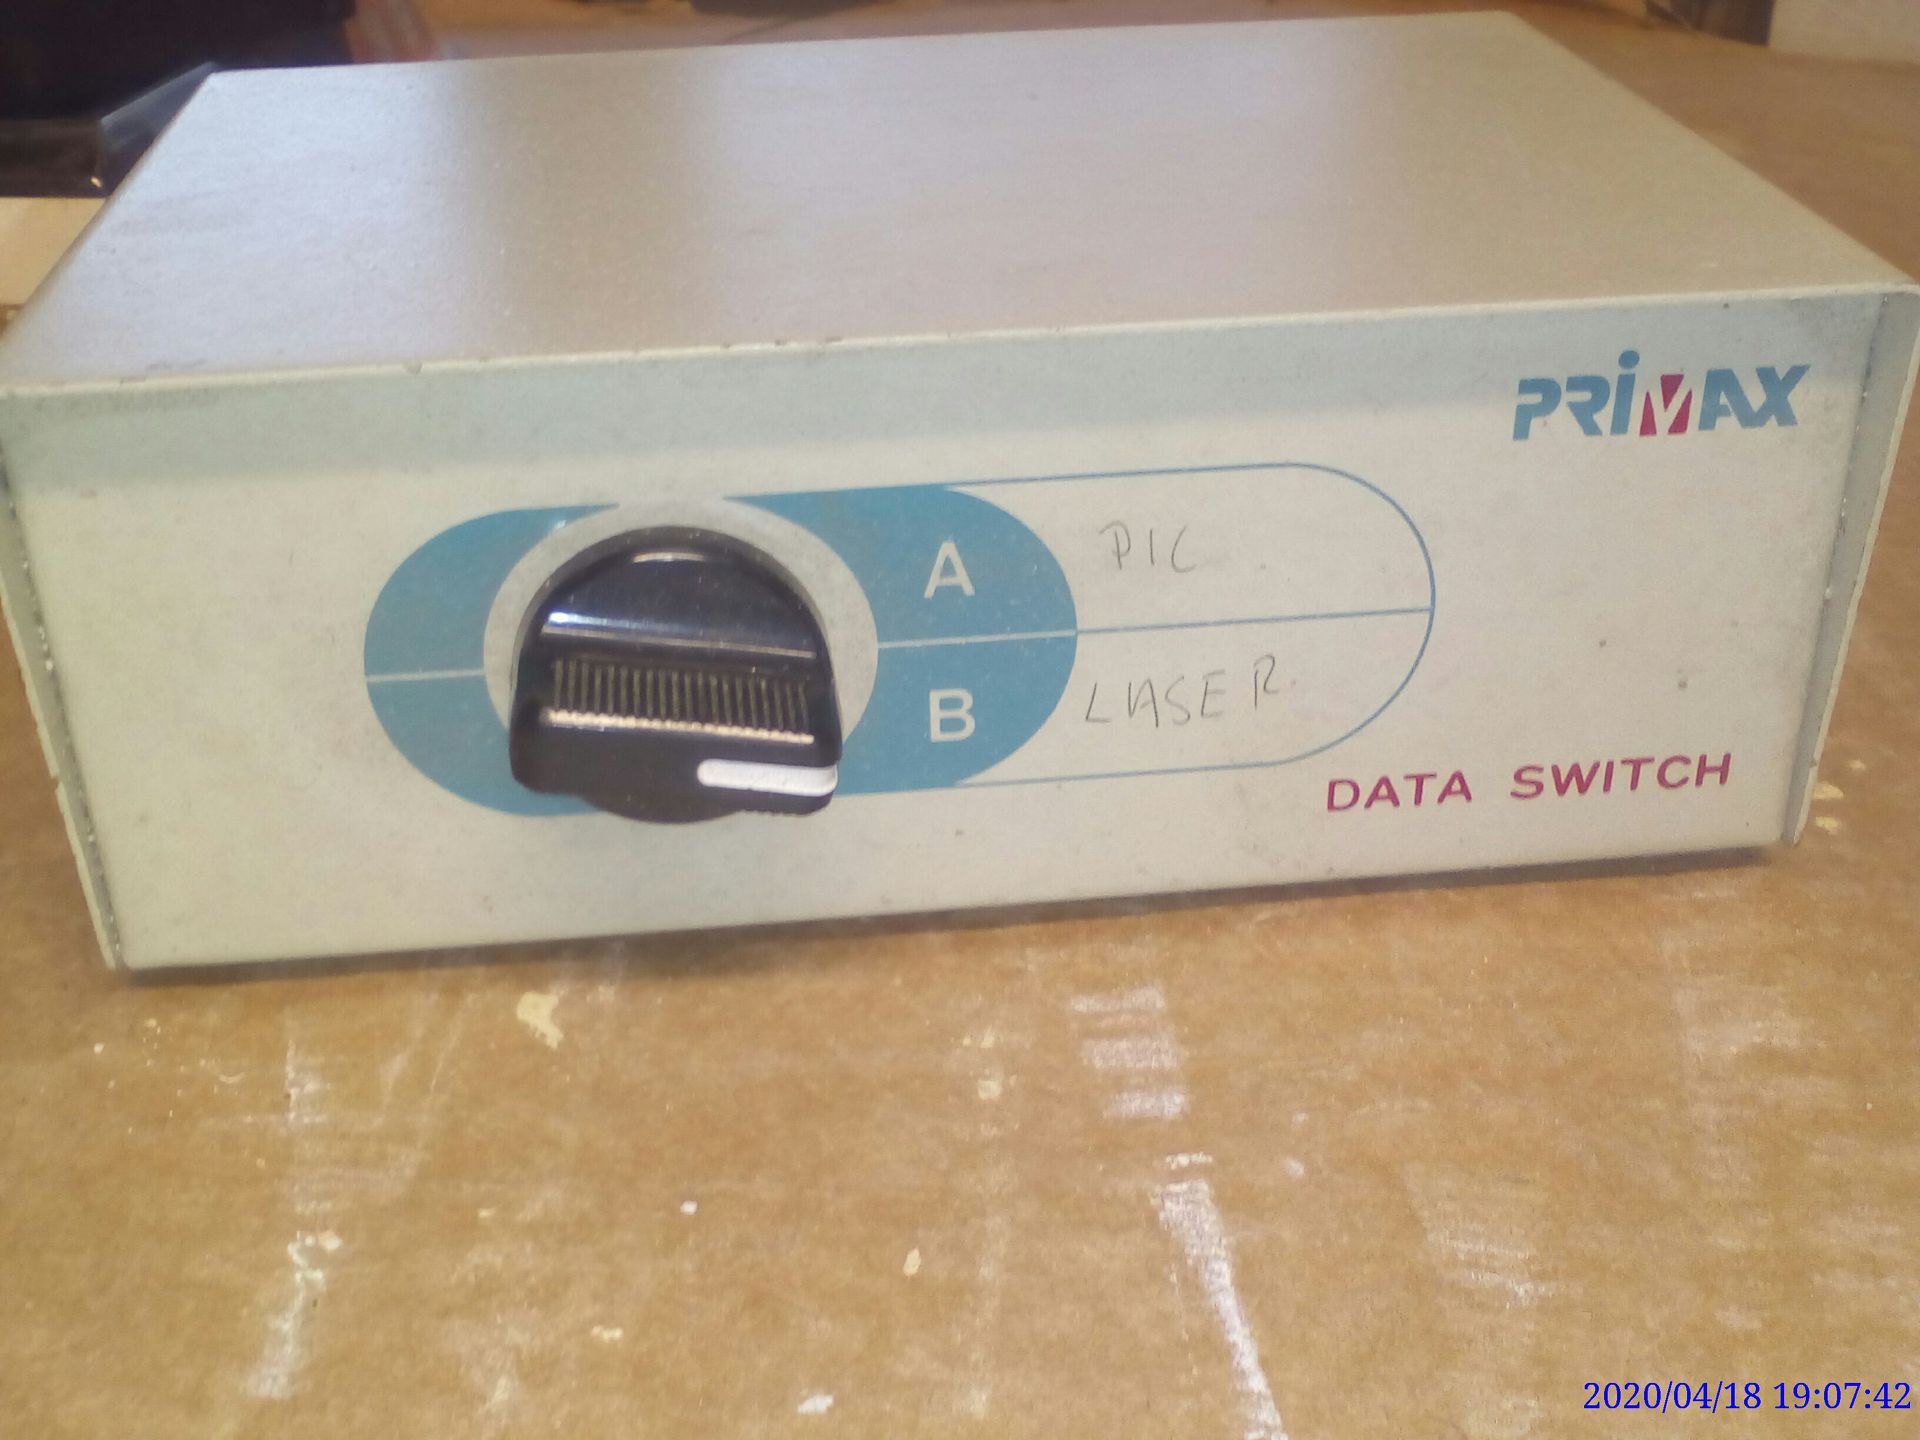 PRIMAX
A PIC
B LASER
DATA SWITCH
2020/04/18 19:07:42